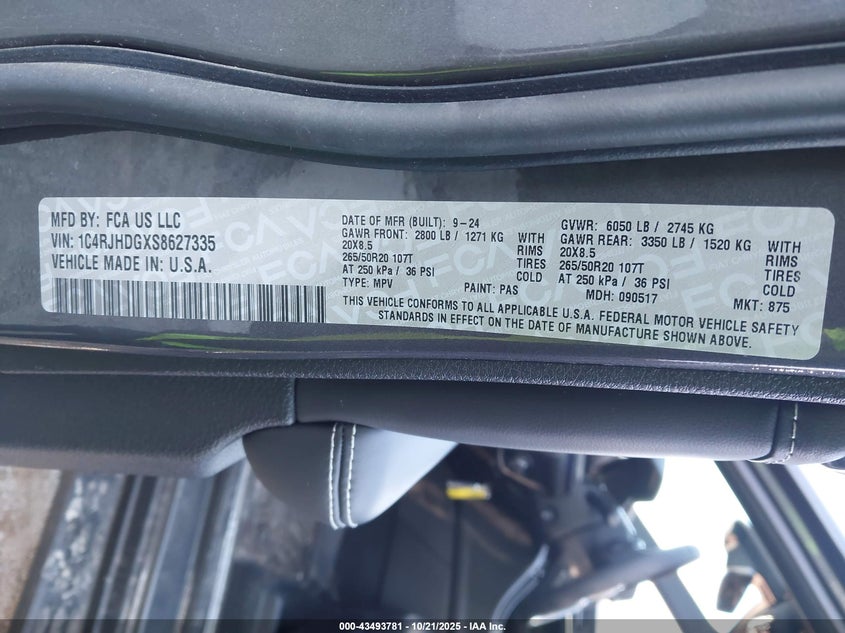 MFD BY: FCA US LLC
VIN: 1C4RJHDGXS8627335
VEHICLE MADE IN: U.S.A.
DATE OF MFR (BUILT): 9-24
GAWR FRONT: 2800 LB / 1271 KG
20X8.5 RIMS
265/50R20 107T TIRES
AT 250 kPa / 36 PSI COLD
TYPE: MPV PAINT: PAS
GVWR: 6050 LB / 2745 KG
GAWR REAR: 3350 LB / 1520 KG
20X8.5 RIMS
265/50R20 107T TIRES
AT 250 kPa / 36 PSI COLD
MDH: 090517 MKT: 875
THIS VEHICLE CONFORMS TO ALL APPLICABLE U.S.A. FEDERAL MOTOR VEHICLE SAFETY
STANDARDS IN EFFECT ON THE DATE OF MANUFACTURE SHOWN ABOVE.
000-43493781 - 10/21/2025 - IAA Inc.